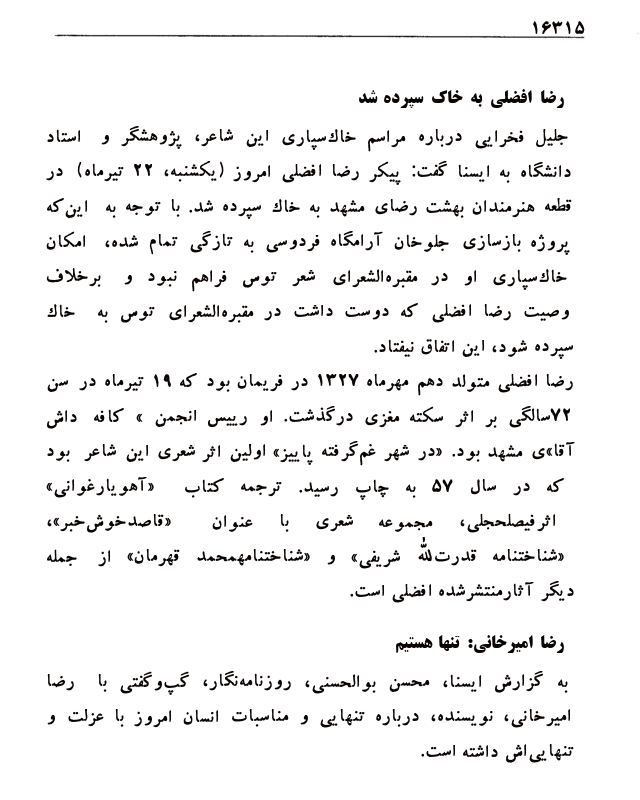 ۱۶۳۱۵
رضا افضلی به خاک سپرده شد
جلیل فخرایی درباره مراسم خاک‌سپاری این شاعر، پژوهشگر و استاد
دانشگاه به ایسنا گفت: پیکر رضا افضلی امروز (یکشنبه، ۲۲ تیرماه) در
قطعه هنرمندان بهشت رضای مشهد به خاک سپرده شد. با توجه به این‌که
پروژه بازسازی جلوخان آرامگاه فردوسی به تازگی تمام شده، امکان
خاک‌سپاری او در مقبره‌الشعرای شعر توس فراهم نبود و برخلاف
وصیت رضا افضلی که دوست داشت در مقبره‌الشعرای توس به خاک
سپرده شود، این اتفاق نیفتاد.
رضا افضلی متولد دهم مهرماه ۱۳۲۷ در فریمان بود که ۱۹ تیرماه در سن
۷۲سالگی بر اثر سکته مغزی درگذشت. او رییس انجمن » کافه داش
آقا»ی مشهد بود. «در شهر غم‌گرفته پاییز» اولین اثر شعری این شاعر بود
که در سال ۵۷ به چاپ رسید. ترجمه کتاب «آهویارغوانی»
اثرفیصلحجلی، مجموعه شعری با عنوان «قاصدخوش‌خبر»،
«شناختنامه قدرت‌الله شریفی» و «شناختنامهمحمد قهرمان» از جمله
دیگر آثارمنتشرشده افضلی است.
رضا امیرخانی: تنها هستیم
به گزارش ایسنا، محسن بوالحسنی، روزنامه‌نگار، گپ‌وگفتی با رضا
امیرخانی، نویسنده، درباره تنهایی و مناسبات انسان امروز با عزلت و
تنهایی‌اش داشته است.